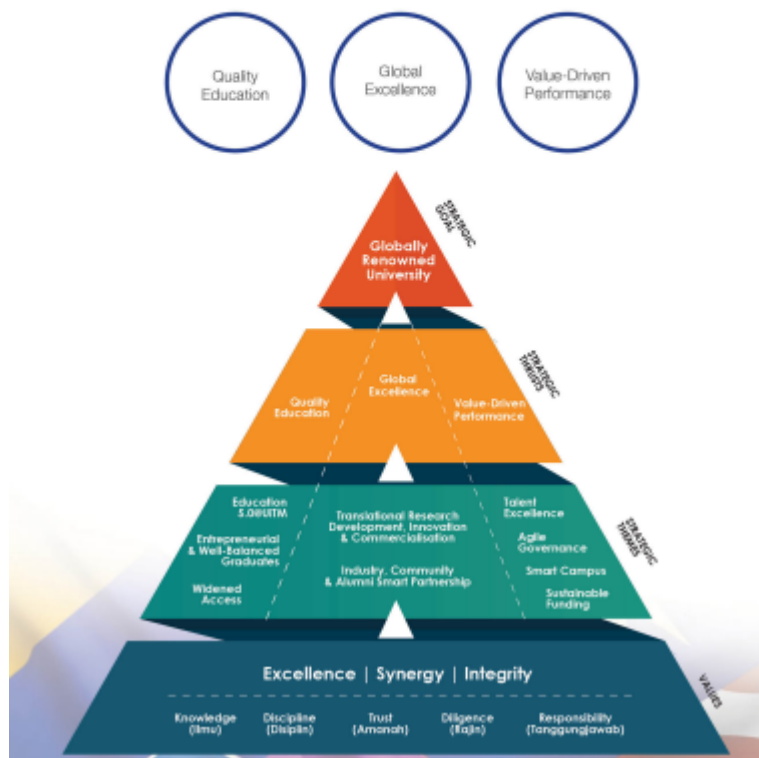 Quality
Education
Global
Excellence
Value-Driven
Performance
STRATEGIC
GOAL
Globally
Renowned
University
STRATEGIC
THRUSTS
Quality
Education
Global
Excellence
Value-Driven
Performance
STRATEGIC
THEMES
Education
5.0@UiTM
Entrepreneurial
& Well-Balanced
Graduates
Widened
Access
Translational Research
Development, Innovation
& Commercialisation
Industry, Community
& Alumni Smart Partnership
Talent
Excellence
Agile
Governance
Smart Campus
Sustainable
Funding
VALUES
Excellence | Synergy | Integrity
Knowledge
(Ilmu)
Discipline
(Disiplin)
Trust
(Amanah)
Diligence
(Rajin)
Responsibility
(Tanggungjawab)